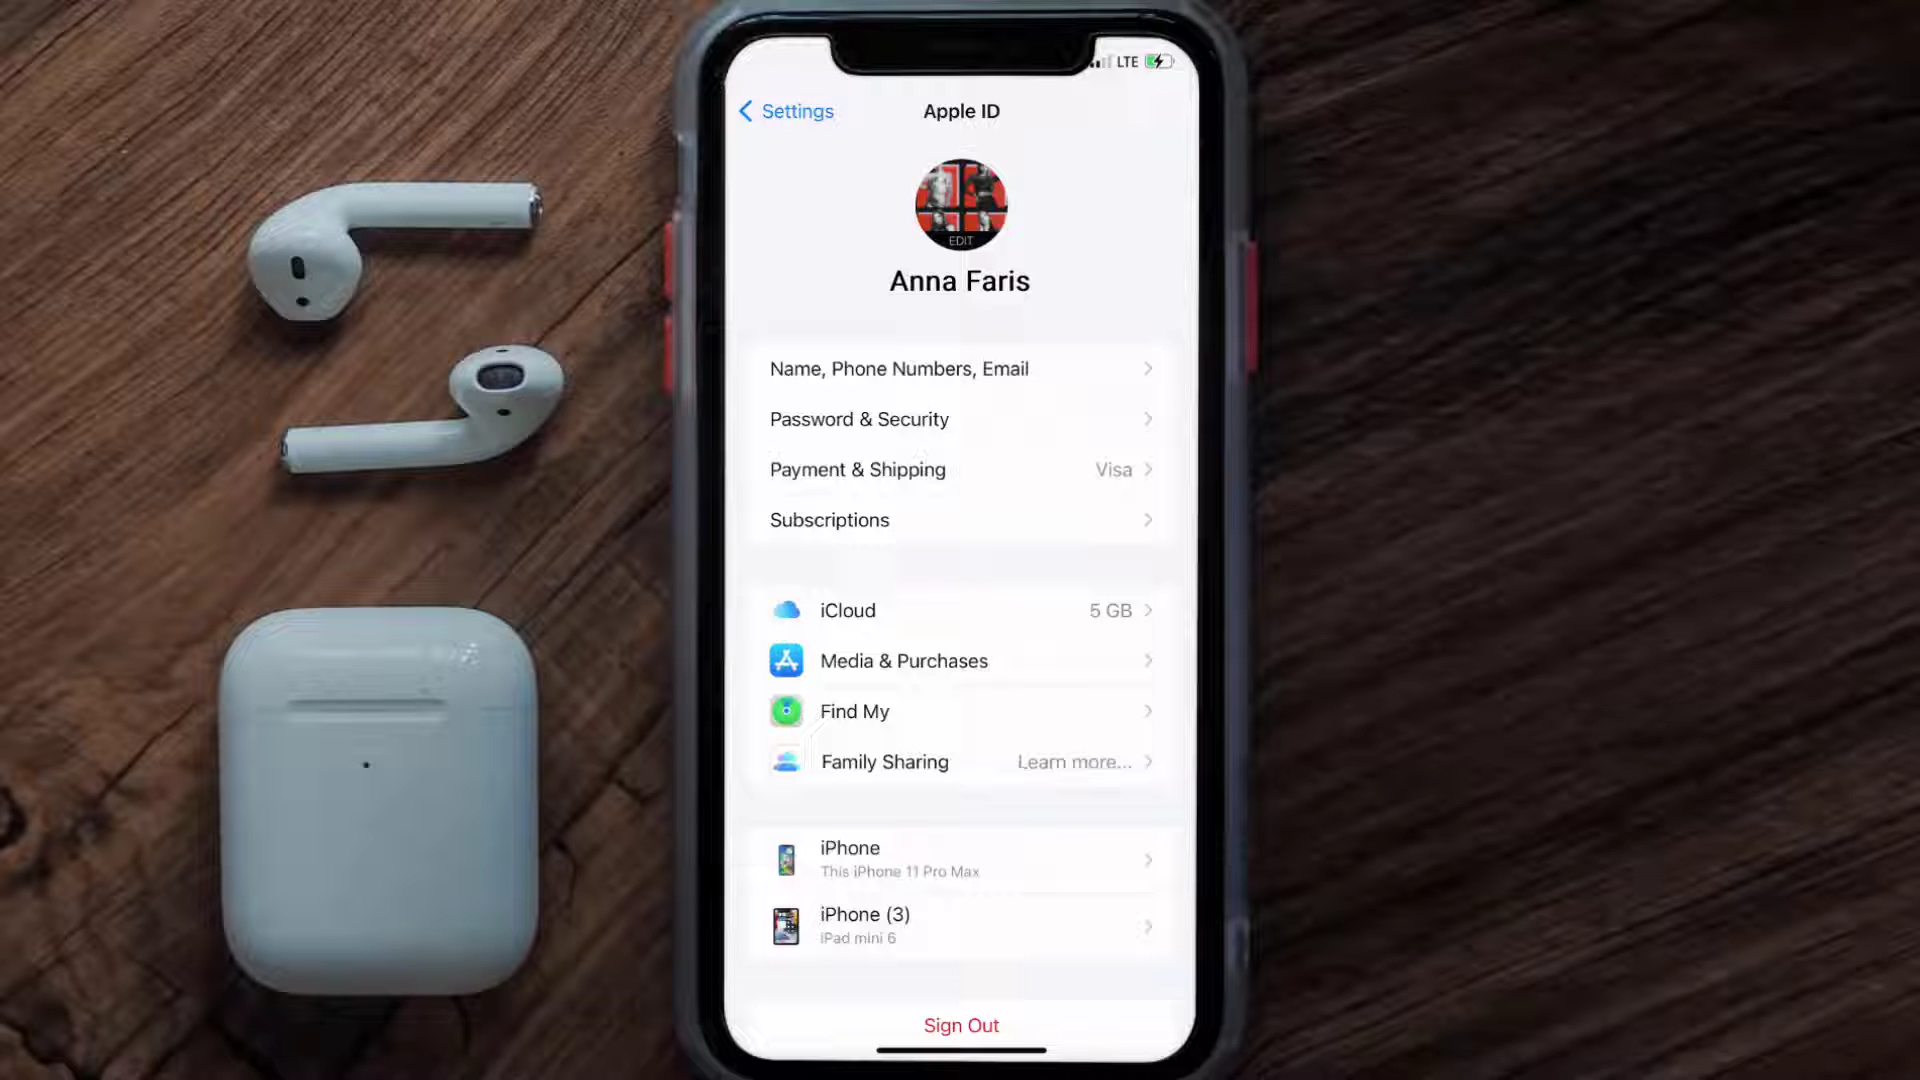 LTE
Settings
Apple ID
EDIT
Anna Faris
Name, Phone Numbers, Email
Password & Security
Payment & Shipping Visa
Subscriptions
iCloud 5 GB
Media & Purchases
Find My
Family Sharing Learn more...
iPhone
This iPhone 11 Pro Max
iPhone (3)
iPad mini 6
Sign Out